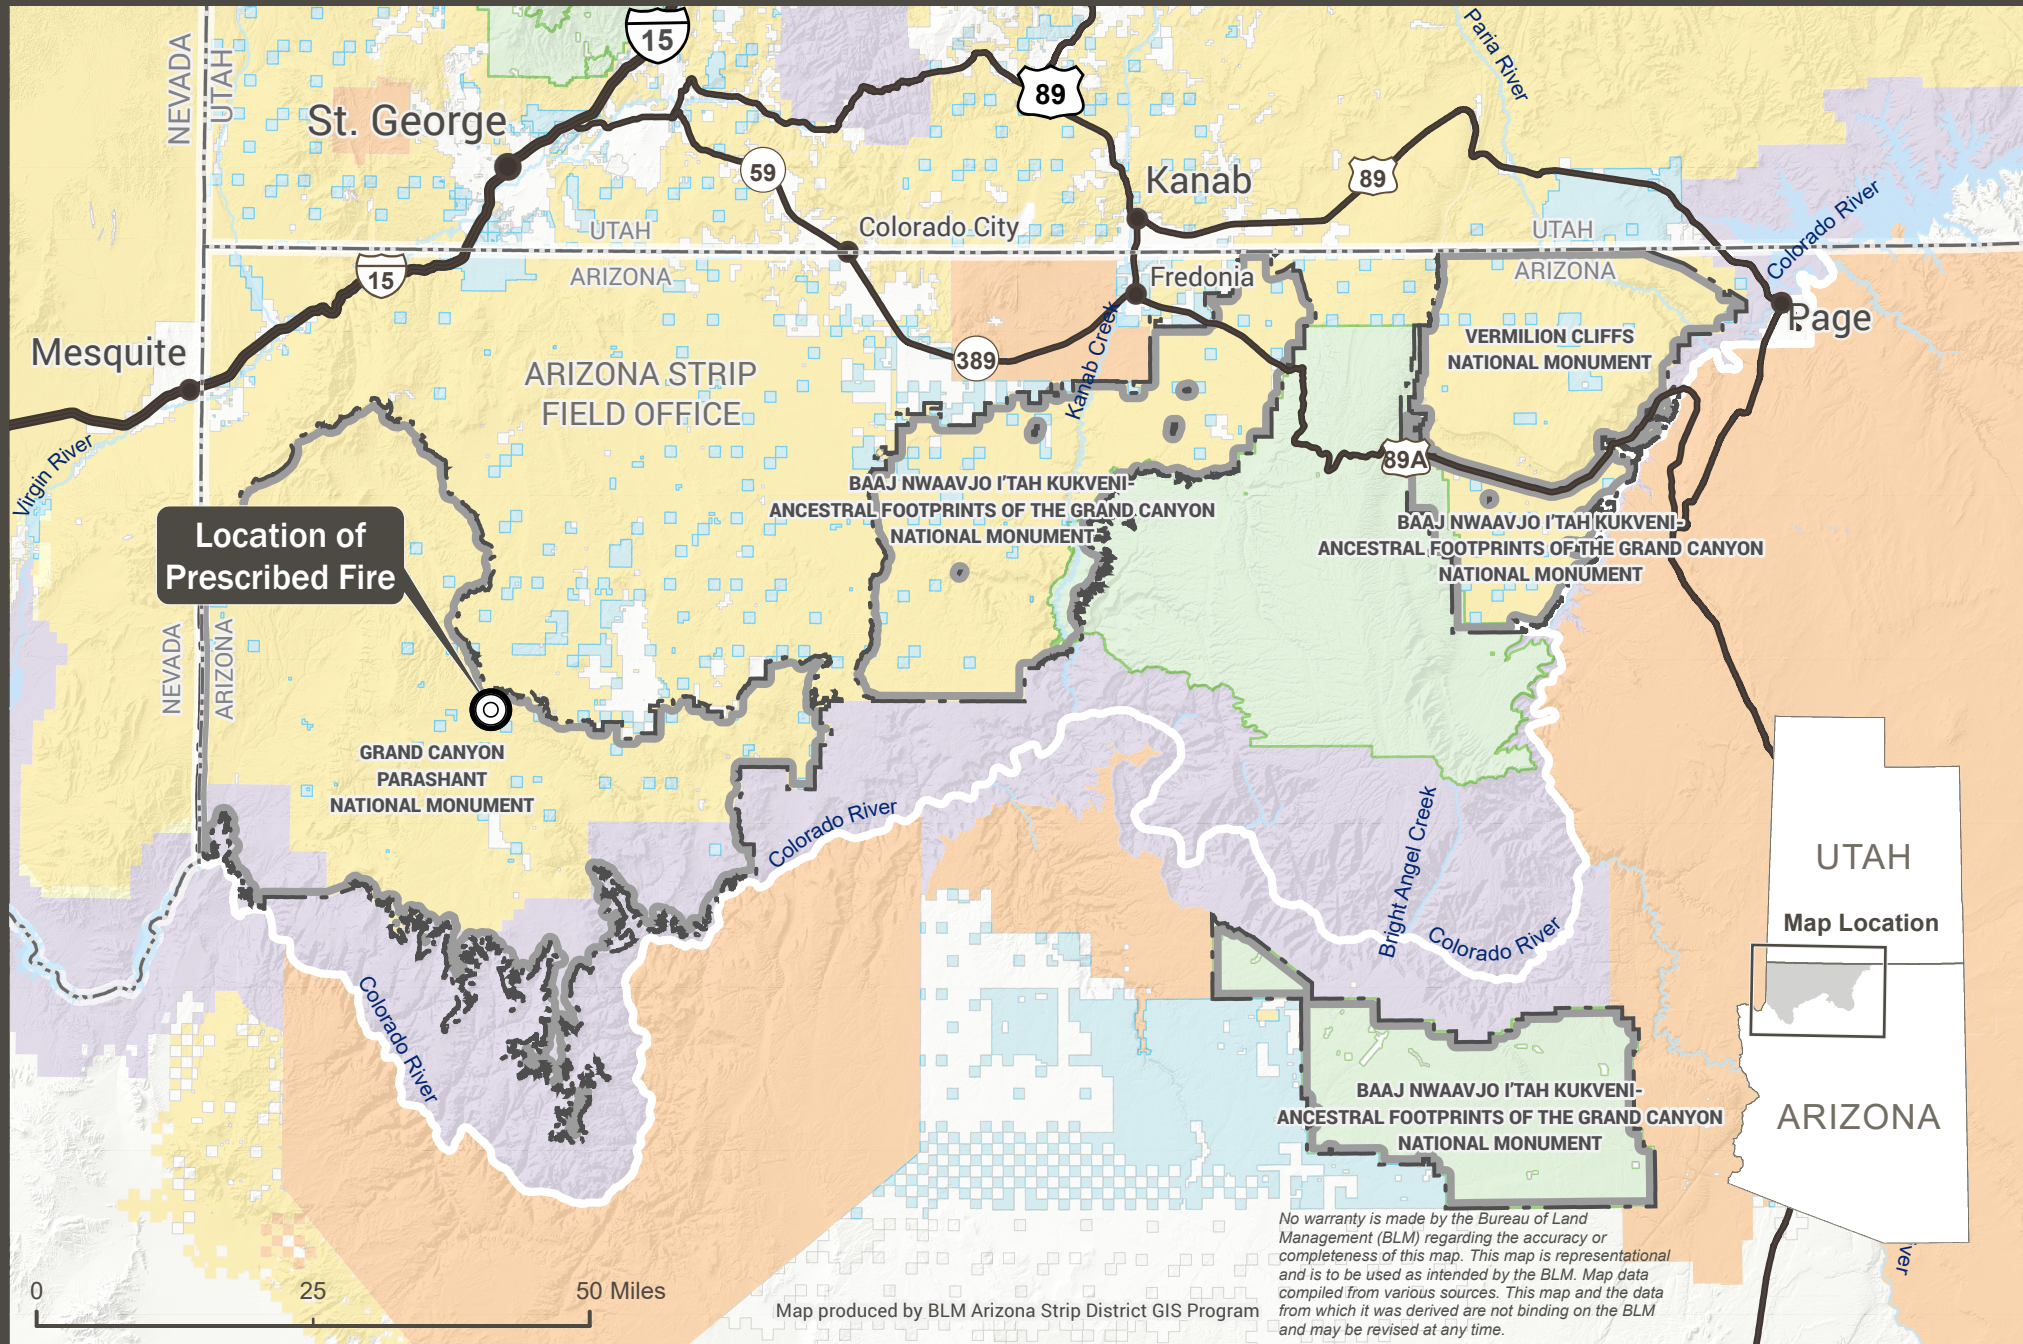 NEVADA
UTAH
15
St. George
89
Paria River
59
Kanab
89
Colorado River
Colorado City
UTAH
ARIZONA
UTAH
ARIZONA
15
Fredonia
Page
Mesquite
389
Kanab Creek
VERMILION CLIFFS
NATIONAL MONUMENT
ARIZONA STRIP
FIELD OFFICE
Virgin River
89A
BAAJ NWAAVJO I'TAH KUKVENI-
ANCESTRAL FOOTPRINTS OF THE GRAND CANYON
NATIONAL MONUMENT
BAAJ NWAAVJO I'TAH KUKVENI-
ANCESTRAL FOOTPRINTS OF THE GRAND CANYON
NATIONAL MONUMENT
Location of
Prescribed Fire
NEVADA
ARIZONA
GRAND CANYON
PARASHANT
NATIONAL MONUMENT
Colorado River
Bright Angel Creek
Colorado River
Colorado River
UTAH
Map Location
ARIZONA
BAAJ NWAAVJO I'TAH KUKVENI-
ANCESTRAL FOOTPRINTS OF THE GRAND CANYON
NATIONAL MONUMENT
0 25 50 Miles
Map produced by BLM Arizona Strip District GIS Program
No warranty is made by the Bureau of Land
Management (BLM) regarding the accuracy or
completeness of this map. This map is representational
and is to be used as intended by the BLM. Map data
compiled from various sources. This map and the data
from which it was derived are not binding on the BLM
and may be revised at any time.